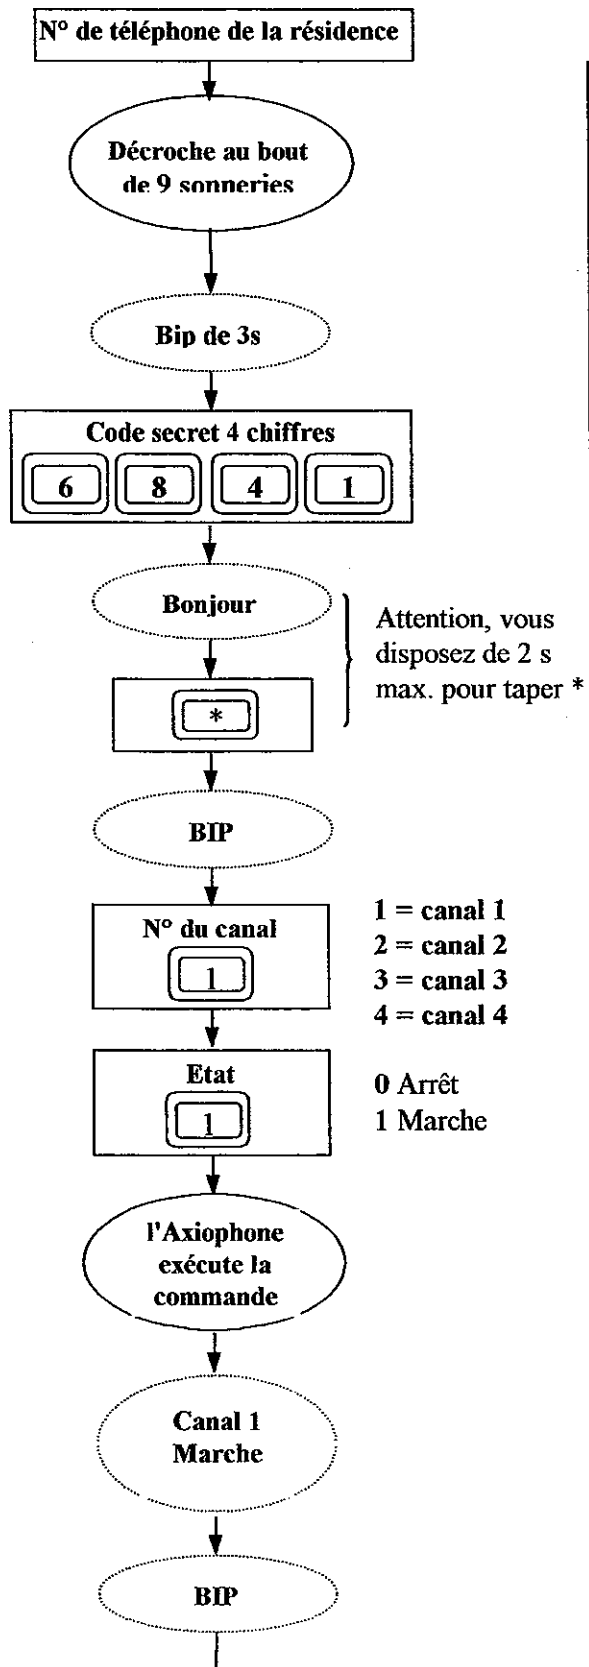 N° de téléphone de la résidence
Décroche au bout
de 9 sonneries
Bip de 3s
Code secret 4 chiffres
6 8 4 1
Bonjour
Attention, vous
disposez de 2 s
max. pour taper *
*
BIP
N° du canal
1
1 = canal 1
2 = canal 2
3 = canal 3
4 = canal 4
Etat
1
0 Arrêt
1 Marche
l'Axiophone
exécute la
commande
Canal 1
Marche
BIP